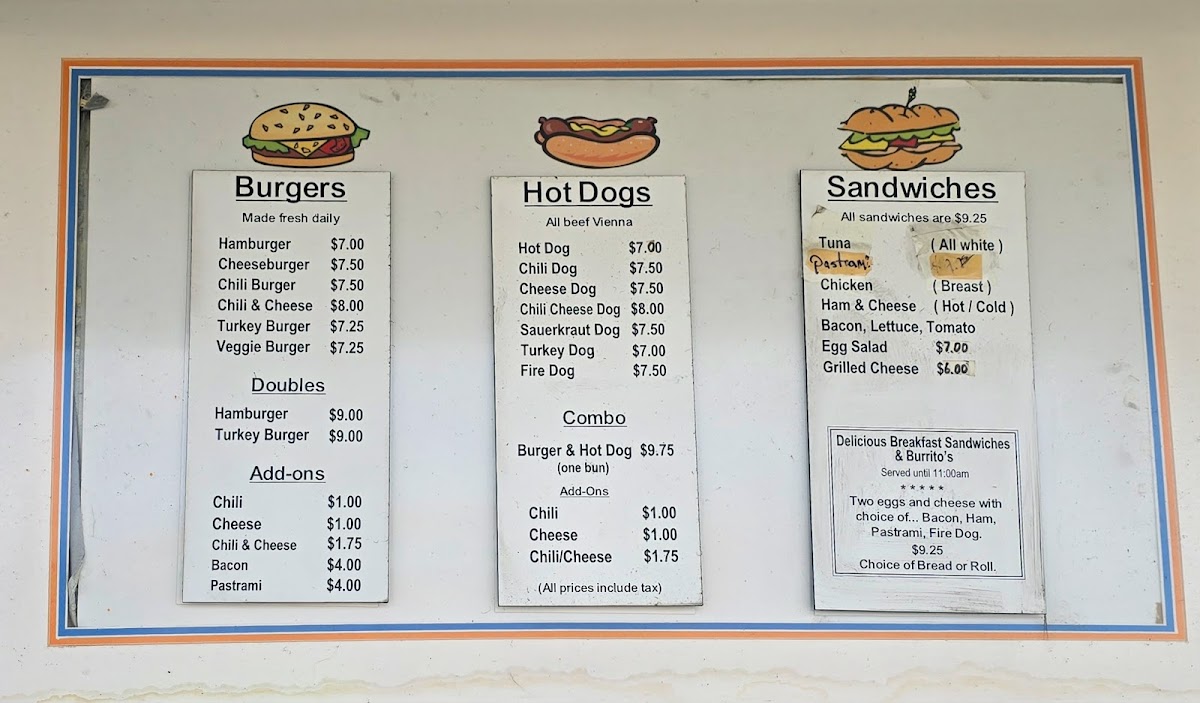 Burgers
Made fresh daily
Hamburger $7.00
Cheeseburger $7.50
Chili Burger $7.50
Chili & Cheese $8.00
Turkey Burger $7.25
Veggie Burger $7.25
Doubles
Hamburger $9.00
Turkey Burger $9.00
Add-ons
Chili $1.00
Cheese $1.00
Chili & Cheese $1.75
Bacon $4.00
Pastrami $4.00
Hot Dogs
All beef Vienna
Hot Dog $7.00
Chili Dog $7.50
Cheese Dog $7.50
Chili Cheese Dog $8.00
Sauerkraut Dog $7.50
Turkey Dog $7.00
Fire Dog $7.50
Combo
Burger & Hot Dog $9.75
(one bun)
Add-Ons
Chili $1.00
Cheese $1.00
Chili/Cheese $1.75
(All prices include tax)
Sandwiches
All sandwiches are $9.25
Tuna ( All white )
Pastrami
Chicken ( Breast )
Ham & Cheese ( Hot / Cold )
Bacon, Lettuce, Tomato
Egg Salad $7.00
Grilled Cheese $6.00
Delicious Breakfast Sandwiches
& Burrito's
Served until 11:00am
* * * * *
Two eggs and cheese with
choice of... Bacon, Ham,
Pastrami, Fire Dog.
$9.25
Choice of Bread or Roll.